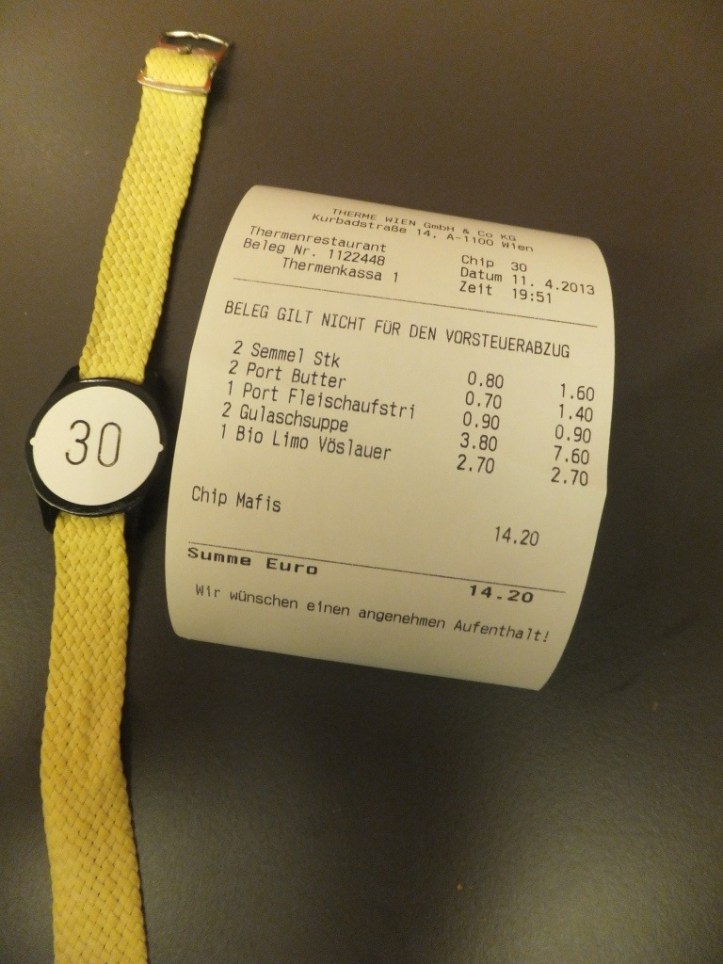 30
THERME WIEN GmbH & Co KG
Kurbadstraße 14, A-1100 Wien
Thermenrestaurant Chip 30
Beleg Nr. 1122448 Datum 11. 4.2013
Thermenkassa 1 Zeit 19:51
BELEG GILT NICHT FÜR DEN VORSTEUERABZUG
2 Semmel Stk 0.80 1.60
2 Port Butter 0.70 1.40
1 Port Fleischaufstri 0.90 0.90
2 Gulaschsuppe 3.80 7.60
1 Bio Limo Vöslauer 2.70 2.70
Chip Mafis 14.20
Summe Euro 14.20
Wir wünschen einen angenehmen Aufenthalt!